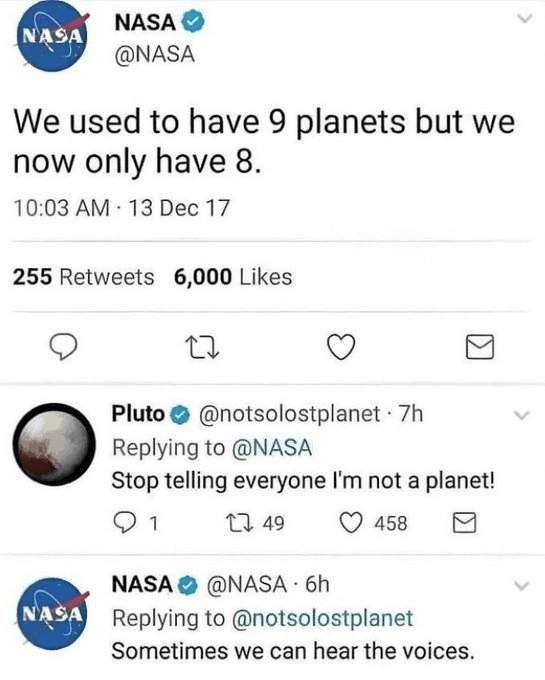 NASA
NASA
@NASA
We used to have 9 planets but we
now only have 8.
10:03 AM · 13 Dec 17
255 Retweets 6,000 Likes
Pluto @notsolostplanet · 7h
Replying to @NASA
Stop telling everyone I'm not a planet!
1 49 458
NASA @NASA · 6h
NASA
Replying to @notsolostplanet
Sometimes we can hear the voices.